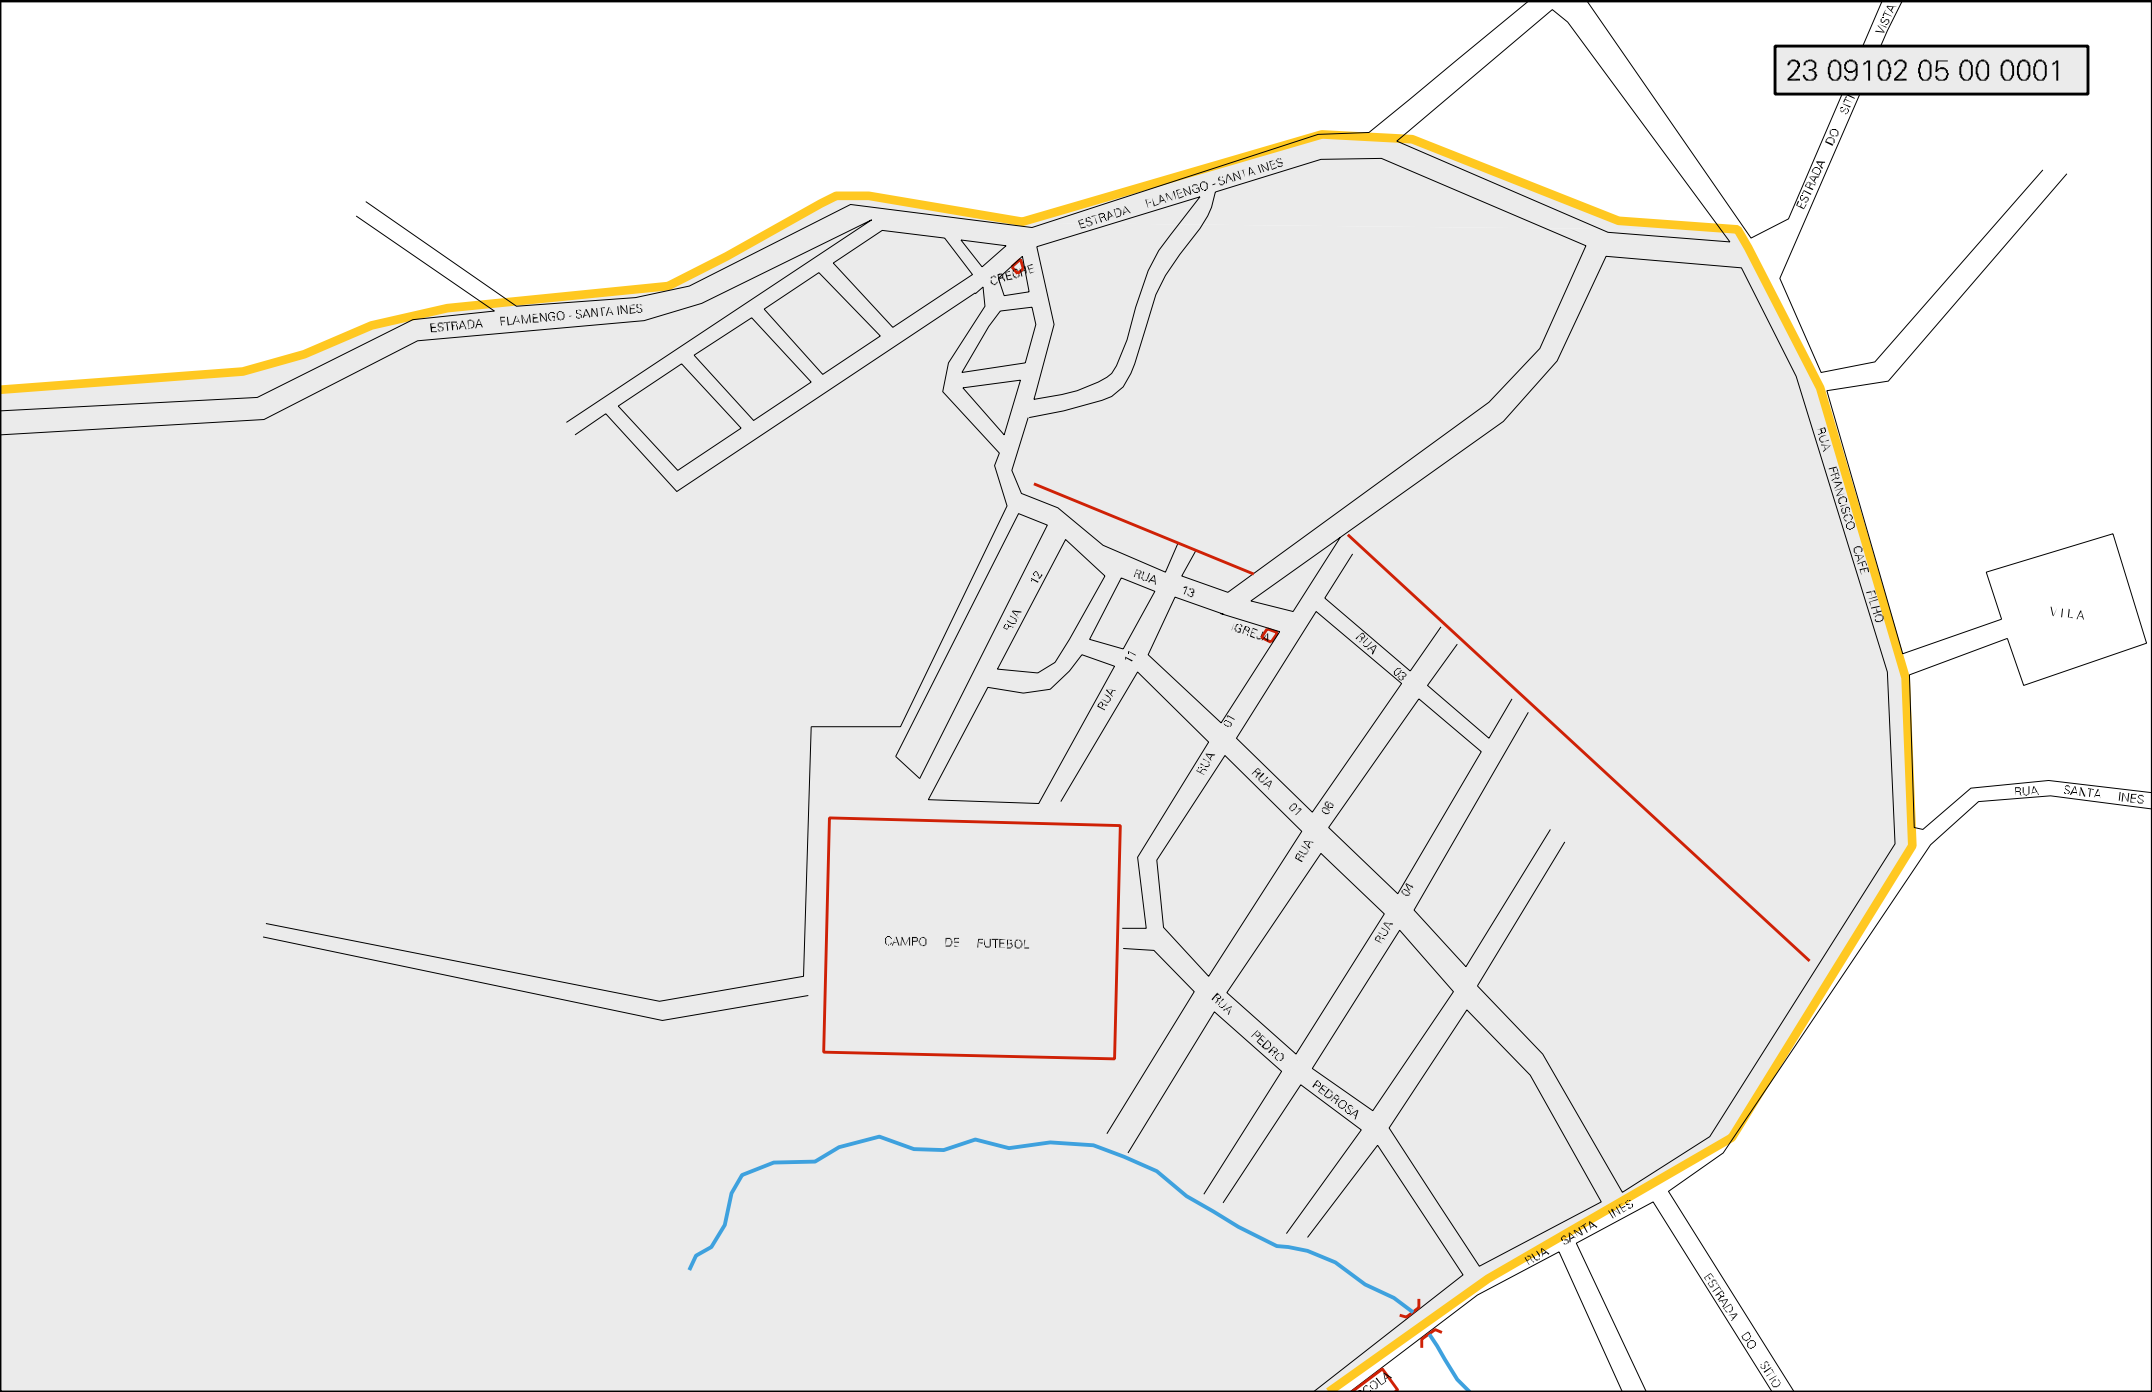 VISTA
23 09102 05 00 0001
ESTRADA DO
ESTRADA FLAMENGO - SANTA INES
CRECHE
ESTRADA FLAMENGO - SANTA INES
RUA FRANCISCO CAFE FILHO
VILA
RUA 12
RUA 13
IGREJA
RUA 03
RUA 11
RUA 01
RUA 01
RUA 06
RUA SANTA INES
RUA 04
CAMPO DE FUTEBOL
RUA PEDRO PEDROSA
RUA SANTA INES
ESTRADA DO SITIO